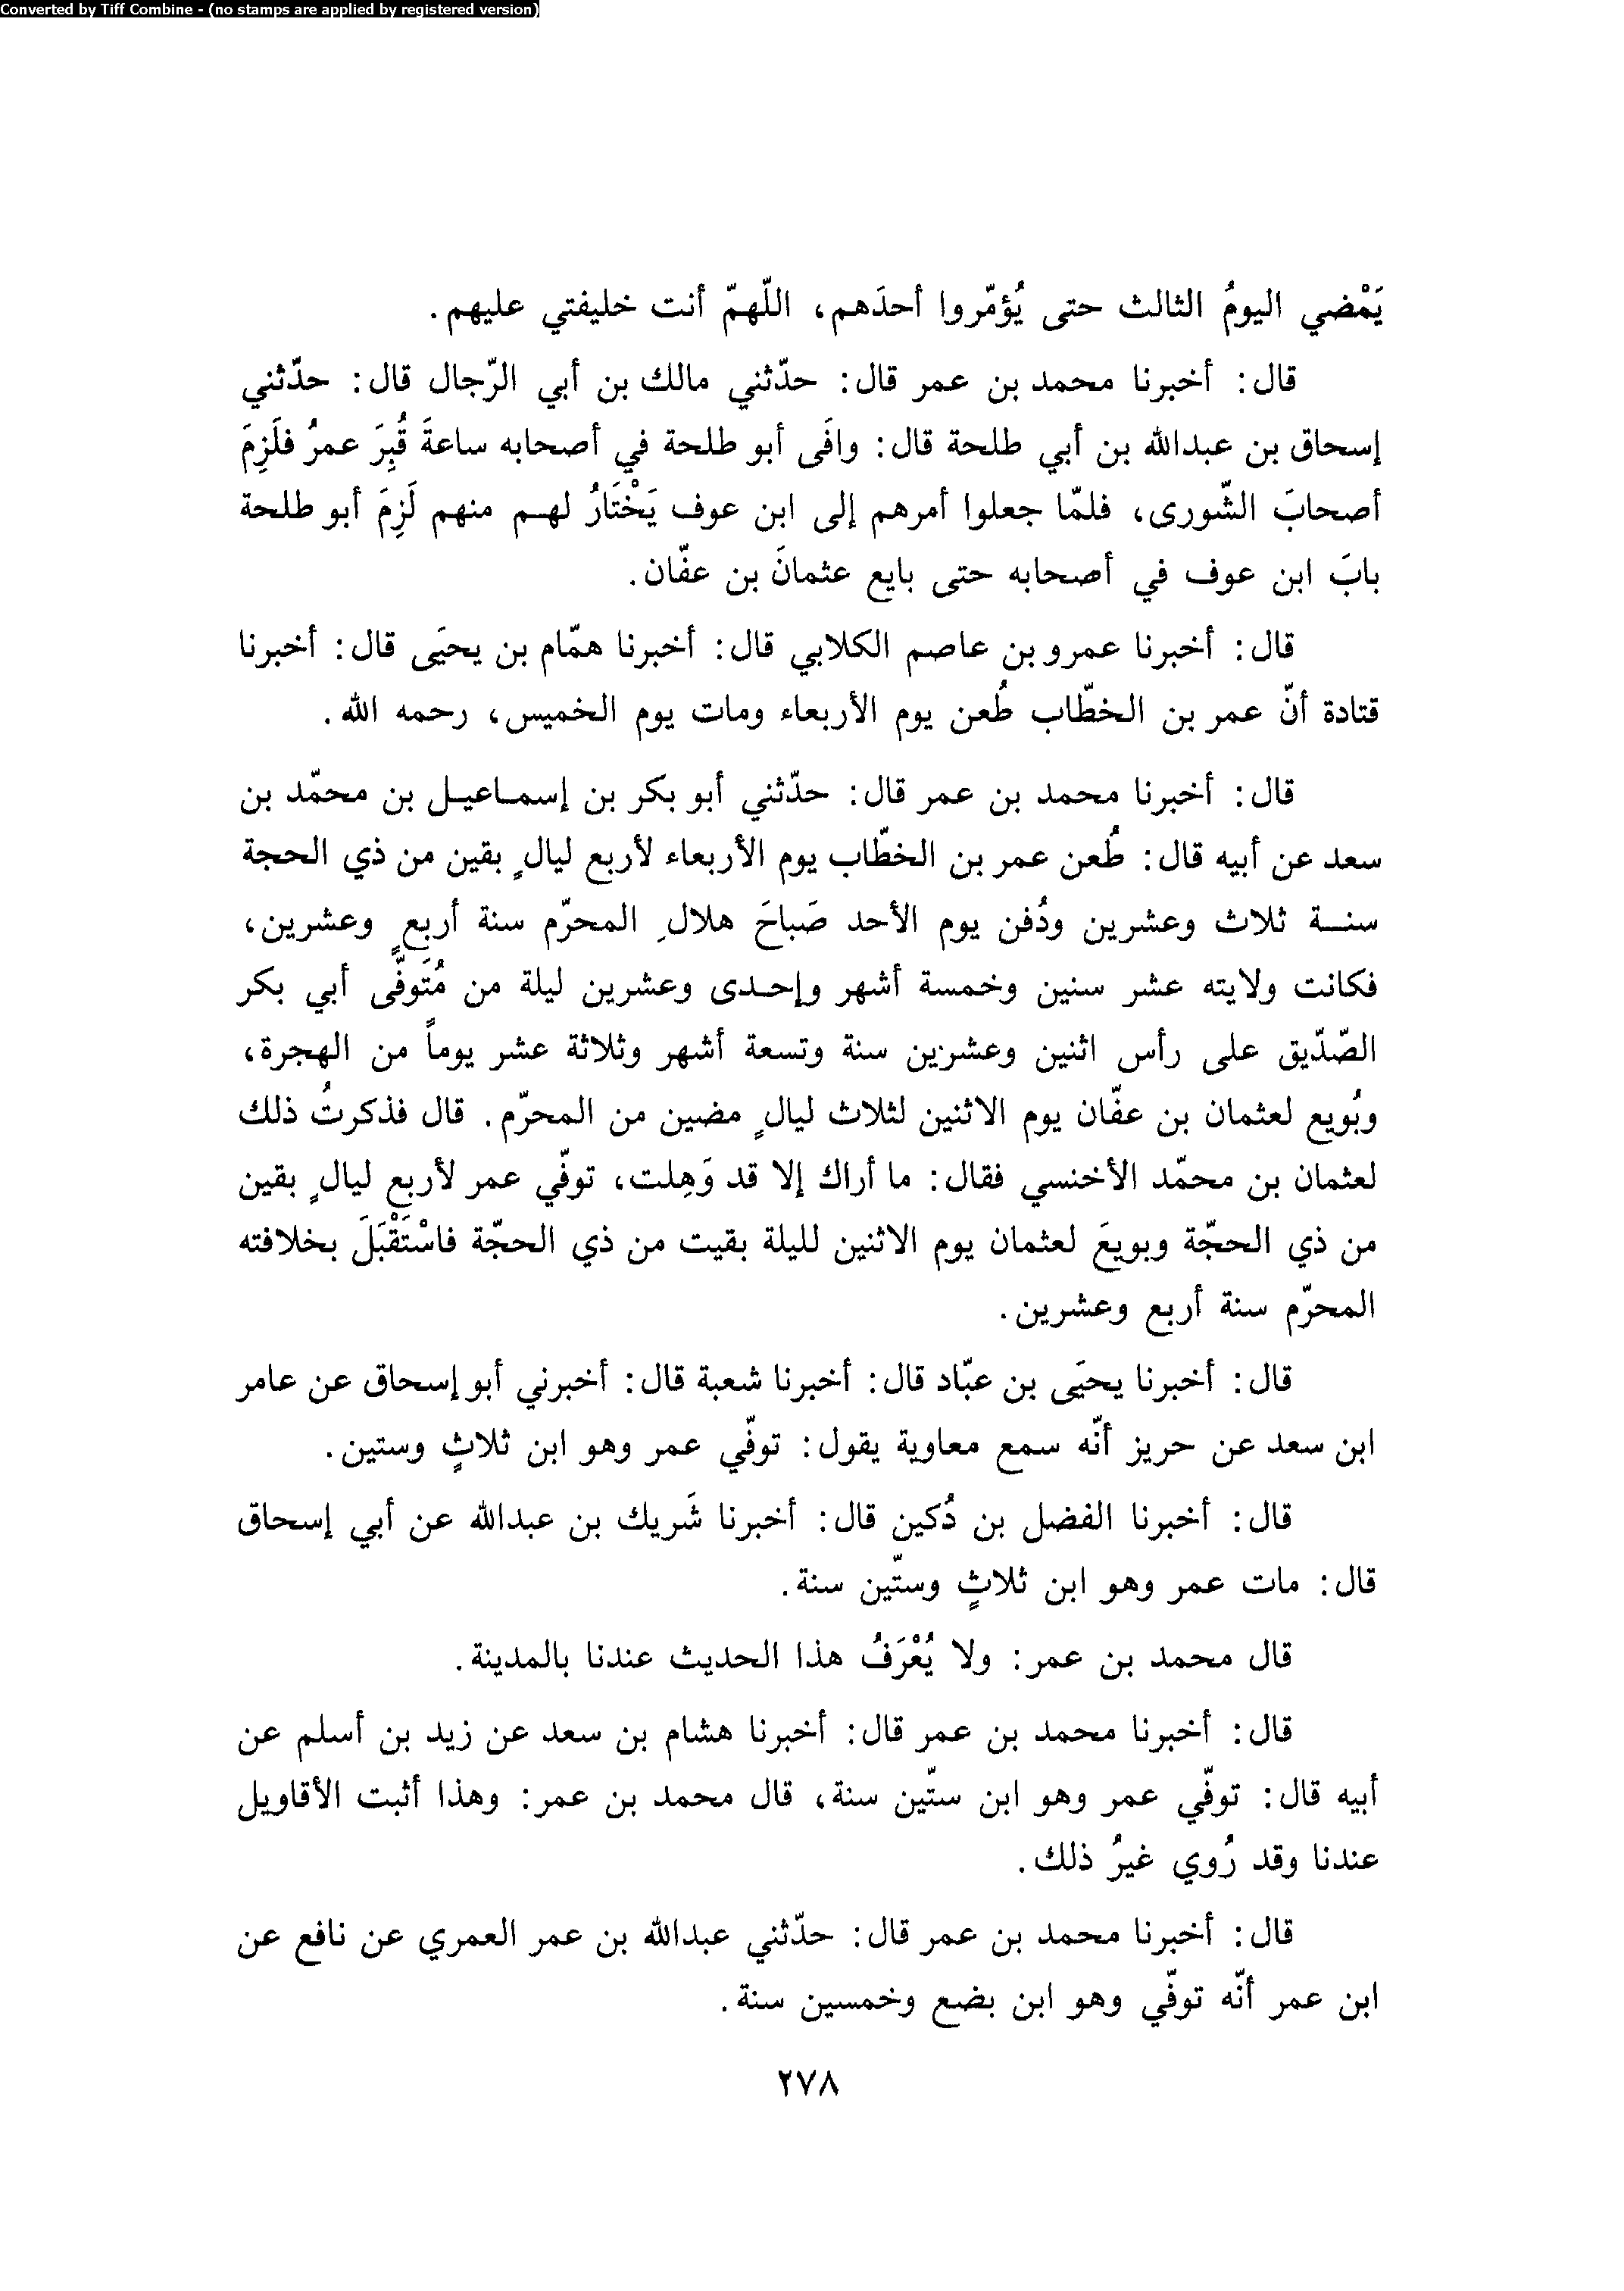 Converted by Tiff Combine - (no stamps are applied by registered version)
يَمْضي اليومُ الثالث حتى يُؤمّروا أحدَهم، اللّهمّ أنت خليفتي عليهم.
قال: أخبرنا محمد بن عمر قال: حدّثني مالك بن أبي الرّجال قال: حدّثني
إسحاق بن عبدالله بن أبي طلحة قال: وافَى أبو طلحة في أصحابه ساعةَ قُبِرَ عمرُ فلَزِمَ
أصحابَ الشّورى، فلمّا جعلوا أمرهم إلى ابن عوف يَخْتَارُ لهم منهم لَزِمَ أبو طلحة
بابَ ابن عوف في أصحابه حتى بايع عثمانَ بن عفّان.
قال: أخبرنا عمرو بن عاصم الكلابي قال: أخبرنا همّام بن يحيَى قال: أخبرنا
قتادة أنّ عمر بن الخطّاب طُعن يوم الأربعاء ومات يوم الخميس، رحمه الله.
قال: أخبرنا محمد بن عمر قال: حدّثني أبو بكر بن إسماعيل بن محمّد بن
سعد عن أبيه قال: طُعن عمر بن الخطّاب يوم الأربعاء لأربع ليالٍ بقين من ذي الحجة
سنة ثلاث وعشرين ودُفن يوم الأحد صَباحَ هلالِ المحرّم سنة أربعٍ وعشرين،
فكانت ولايته عشر سنين وخمسة أشهر وإحدى وعشرين ليلة من مُتَوفّى أبي بكر
الصّدّيق على رأس اثنين وعشرين سنة وتسعة أشهر وثلاثة عشر يوماً من الهجرة،
وبُويع لعثمان بن عفّان يوم الاثنين لثلاث ليالٍ مضين من المحرّم. قال فذكرتُ ذلك
لعثمان بن محمّد الأخنسي فقال: ما أراك إلا قد وَهِلت، توفّي عمر لأربع ليالٍ بقين
من ذي الحجّة وبويعَ لعثمان يوم الاثنين لليلة بقيت من ذي الحجّة فاسْتَقْبَلَ بخلافته
المحرّم سنة أربع وعشرين.
قال: أخبرنا يحيَى بن عبّاد قال: أخبرنا شعبة قال: أخبرني أبو إسحاق عن عامر
ابن سعد عن حريز أنّه سمع معاوية يقول: توفّي عمر وهو ابن ثلاثٍ وستين.
قال: أخبرنا الفضل بن دُكين قال: أخبرنا شَريك بن عبدالله عن أبي إسحاق
قال: مات عمر وهو ابن ثلاثٍ وستّين سنة.
قال محمد بن عمر: ولا يُعْرَفُ هذا الحديث عندنا بالمدينة.
قال: أخبرنا محمد بن عمر قال: أخبرنا هشام بن سعد عن زيد بن أسلم عن
أبيه قال: توفّي عمر وهو ابن ستّين سنة، قال محمد بن عمر: وهذا أثبت الأقاويل
عندنا وقد رُوي غيرُ ذلك.
قال: أخبرنا محمد بن عمر قال: حدّثني عبدالله بن عمر العمري عن نافع عن
ابن عمر أنّه توفّي وهو ابن بضع وخمسين سنة.
٢٧٨